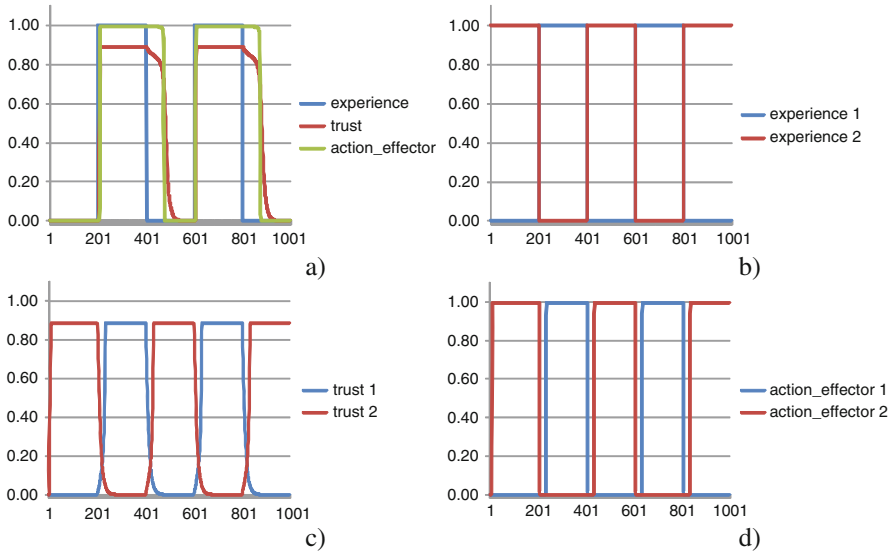 1.00
0.80
0.60
0.40
0.20
0.00
1 201 401 601 801 1001
experience
trust
action_effector
a)
1.00
0.80
0.60
0.40
0.20
0.00
1 201 401 601 801 1001
experience 1
experience 2
b)
1.00
0.80
0.60
0.40
0.20
0.00
1 201 401 601 801 1001
trust 1
trust 2
c)
1.00
0.80
0.60
0.40
0.20
0.00
1 201 401 601 801 1001
action_effector 1
action_effector 2
d)